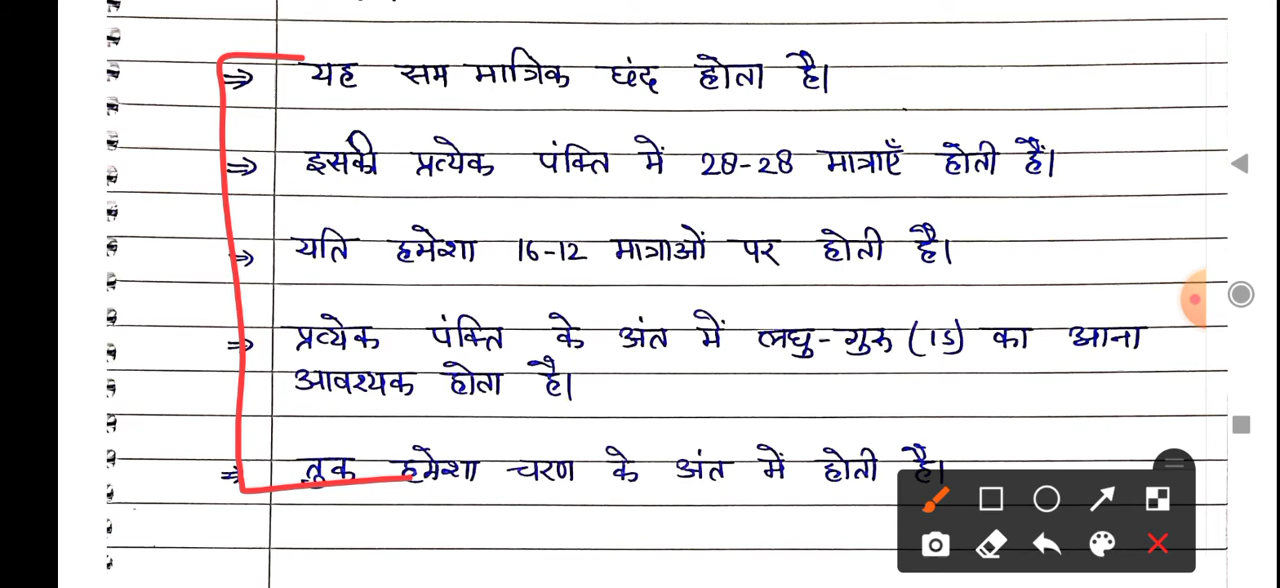 ⇒ यह सम मात्रिक छंद होता है।
⇒ इसकी प्रत्येक पंक्ति में 28-28 मात्राएँ होती हैं।
⇒ यति हमेशा 16-12 मात्राओं पर होती है।
⇒ प्रत्येक पंक्ति के अंत में लघु-गुरु (।ऽ) का आना
आवश्यक होता है।
⇒ तुक हमेशा चरण के अंत में होती है।